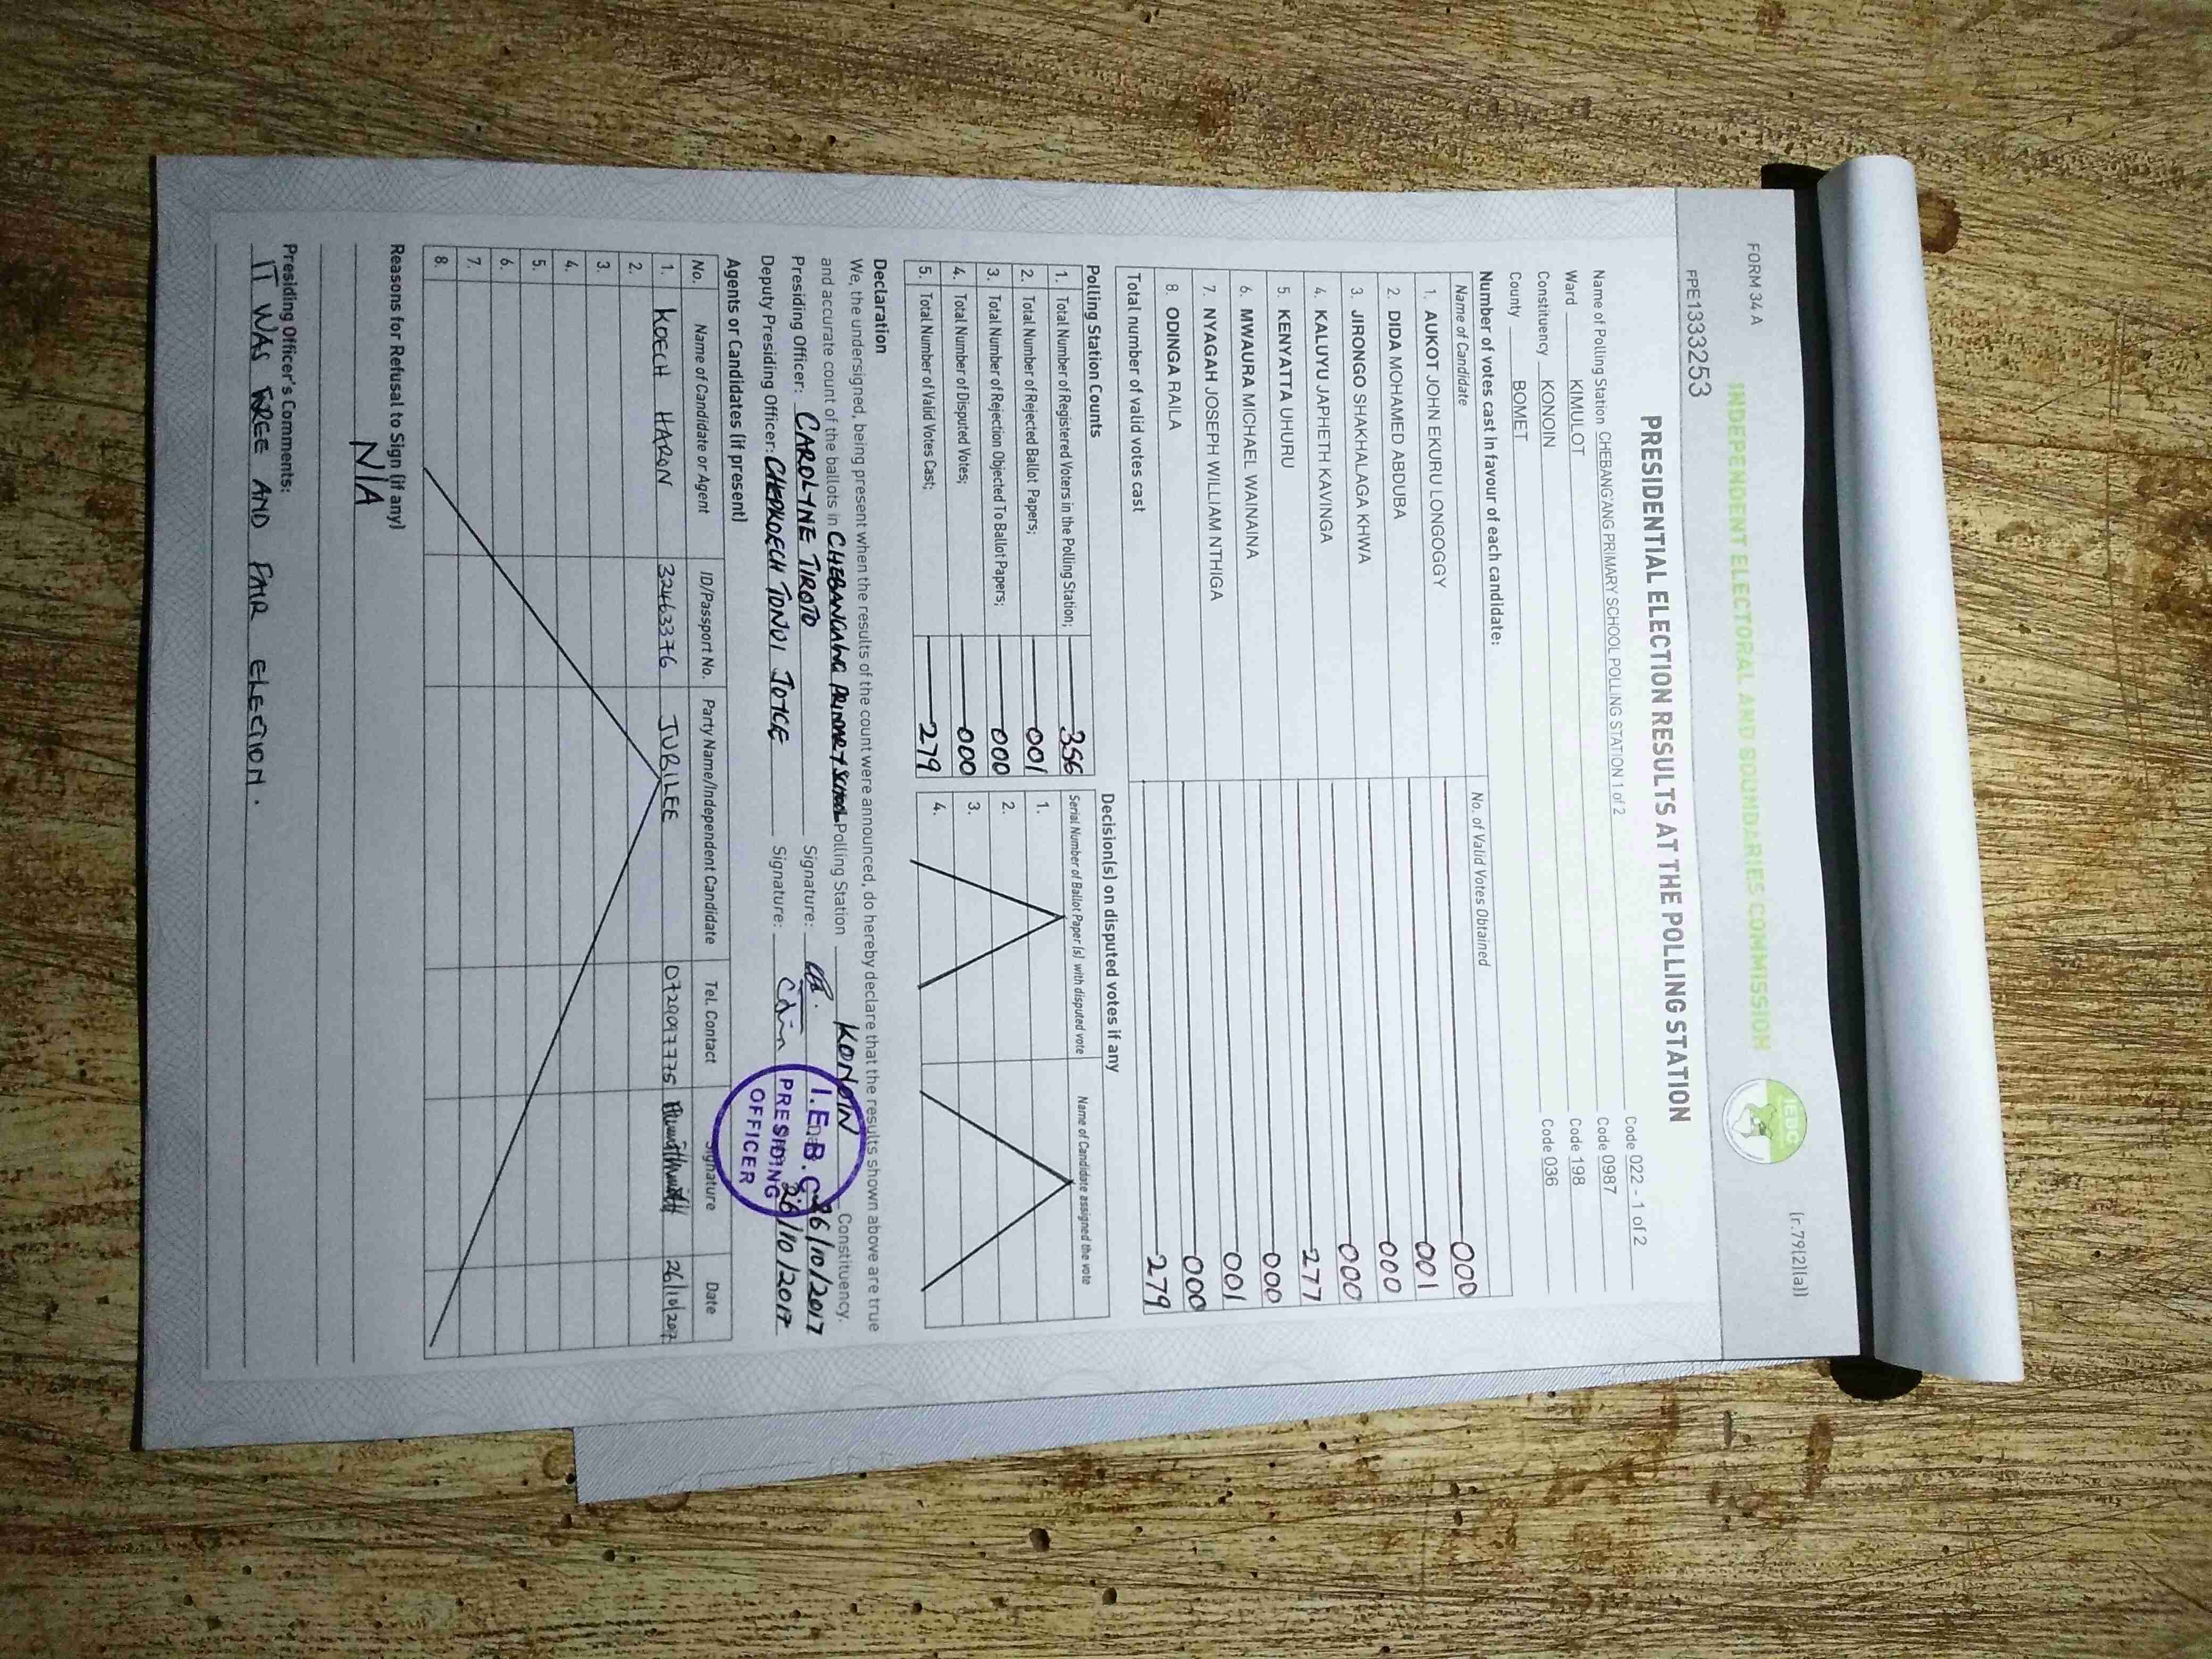 FORM 34 A
(r.79(2)(a))
INDEPENDENT ELECTORAL AND BOUNDARIES COMMISSION
IEBC
FPE1333253
PRESIDENTIAL ELECTION RESULTS AT THE POLLING STATION
Name of Polling Station CHEBANG'ANG PRIMARY SCHOOL POLLING STATION 1 of 2 Code 022 - 1 of 2
Ward KIMULOT Code 0987
Constituency KONOIN Code 198
County BOMET Code 036
Number of votes cast in favour of each candidate:
Name of Candidate No. of Valid Votes Obtained
1. AUKOT JOHN EKURU LONGOGGY 000
2. DIDA MOHAMED ABDUBA 001
3. JIRONGO SHAKHALAGA KHWA 000
4. KALUYU JAPHETH KAVINGA 000
5. KENYATTA UHURU 277
6. MWAURA MICHAEL WAINAINA 000
7. NYAGAH JOSEPH WILLIAM NTHIGA 001
8. ODINGA RAILA 000
Total number of valid votes cast 279
Polling Station Counts
1. Total Number of Registered Voters in the Polling Station; 356
2. Total Number of Rejected Ballot Papers; 001
3. Total Number of Rejection Objected To Ballot Papers; 000
4. Total Number of Disputed Votes; 000
5. Total Number of Valid Votes Cast; 279
Decision(s) on disputed votes if any
Serial Number of Ballot Paper(s) with disputed vote Name of Candidate assigned the vote
1.
2.
3.
4.
Declaration
We, the undersigned, being present when the results of the count were announced, do hereby declare that the results shown above are true
and accurate count of the ballots in CHEBANGANG PRIMARY SCHOOL Polling Station KONOIN Constituency.
Presiding Officer: CAROLYNE TIROTO Signature: 26/10/2017
Deputy Presiding Officer: CHEPKOECH TONUI JOYCE Signature: 26/10/2017
I.E.B.C.
PRESIDING
OFFICER
Agents or Candidates (if present)
No. Name of Candidate or Agent ID/Passport No. Party Name/Independent Candidate Tel. Contact Signature Date
1. KOECH HARON 32463376 JUBILEE 0729097775 26/10/2017
2.
3.
4.
5.
6.
7.
8.
Reasons for Refusal to Sign (if any)
N/A
Presiding Officer's Comments:
IT WAS FREE AND FAIR ELECTION.